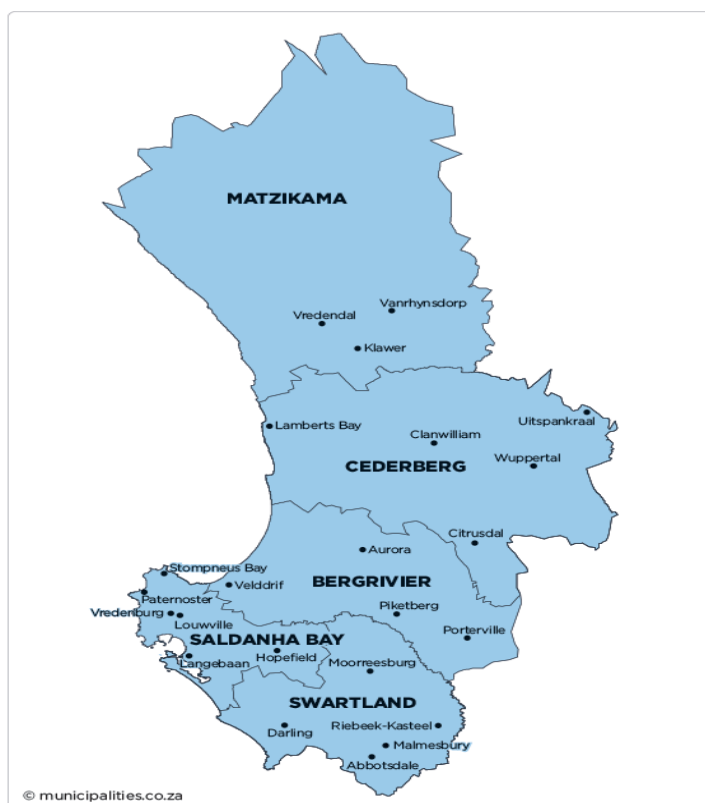 MATZIKAMA
Vanrhynsdorp
Vredendal
Klawer
Uitspankraal
Lamberts Bay
Clanwilliam
Wuppertal
CEDERBERG
Citrusdal
Aurora
Stompneus Bay
BERGRIVIER
Velddrif
Paternoster
Vredenburg
Louwville
Piketberg
SALDANHA BAY
Porterville
Hopefield
Langebaan
Moorreesburg
SWARTLAND
Darling
Riebeek-Kasteel
Malmesbury
Abbotsdale
© municipalities.co.za